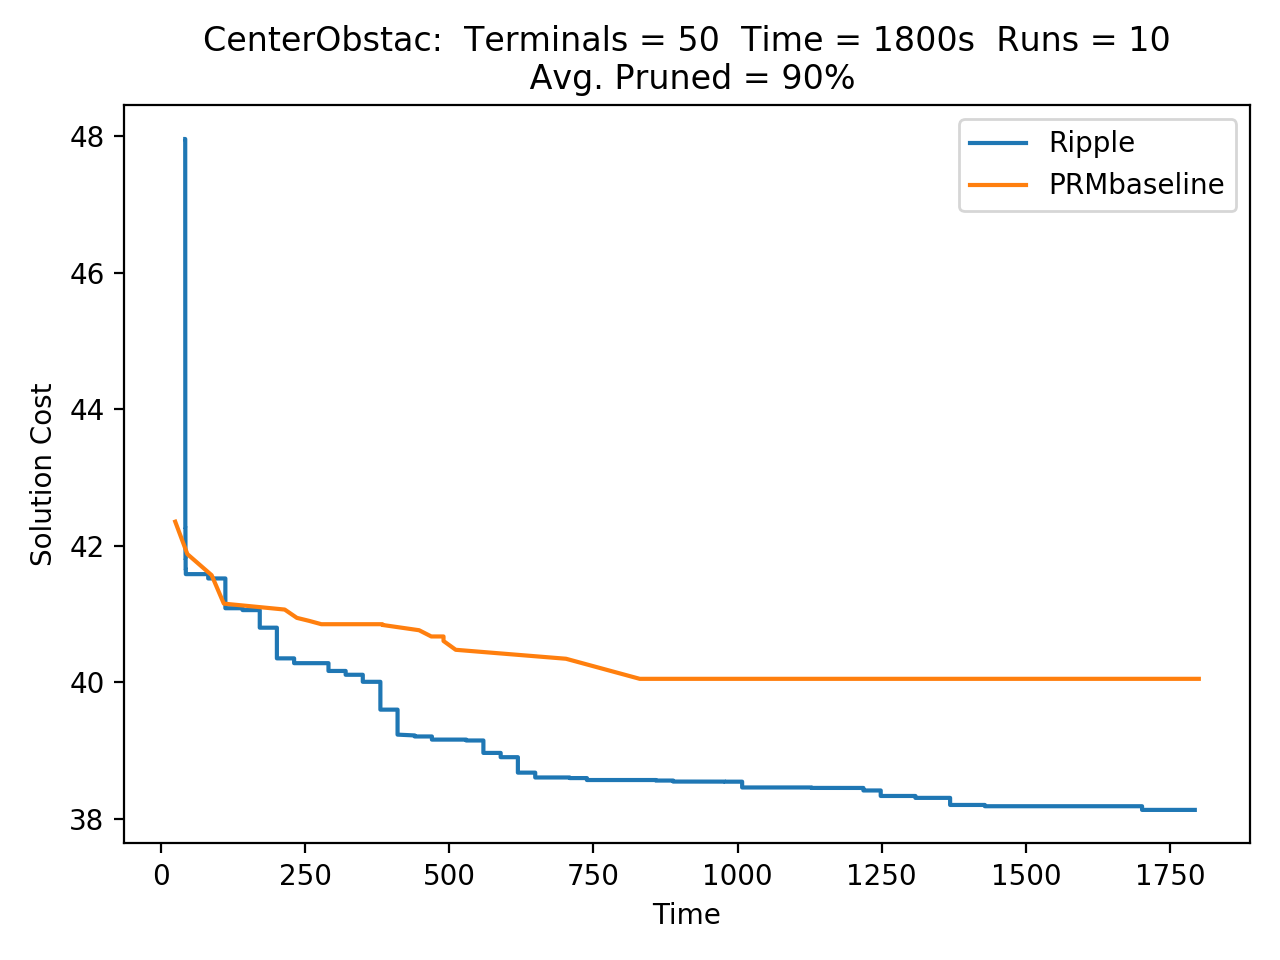 CenterObstac: Terminals = 50 Time = 1800s Runs = 10
Avg. Pruned = 90%
Ripple
PRMbaseline
48
46
44
42
40
38
Solution Cost
0 250 500 750 1000 1250 1500 1750
Time